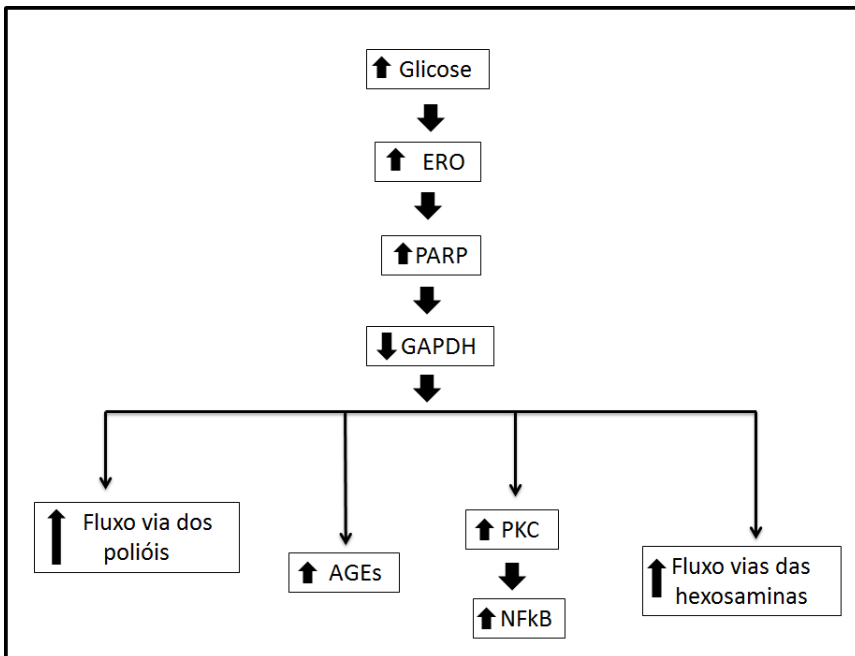 Glicose
ERO
PARP
GAPDH
Fluxo via dos
polióis
AGEs
PKC
NFkB
Fluxo vias das
hexosaminas